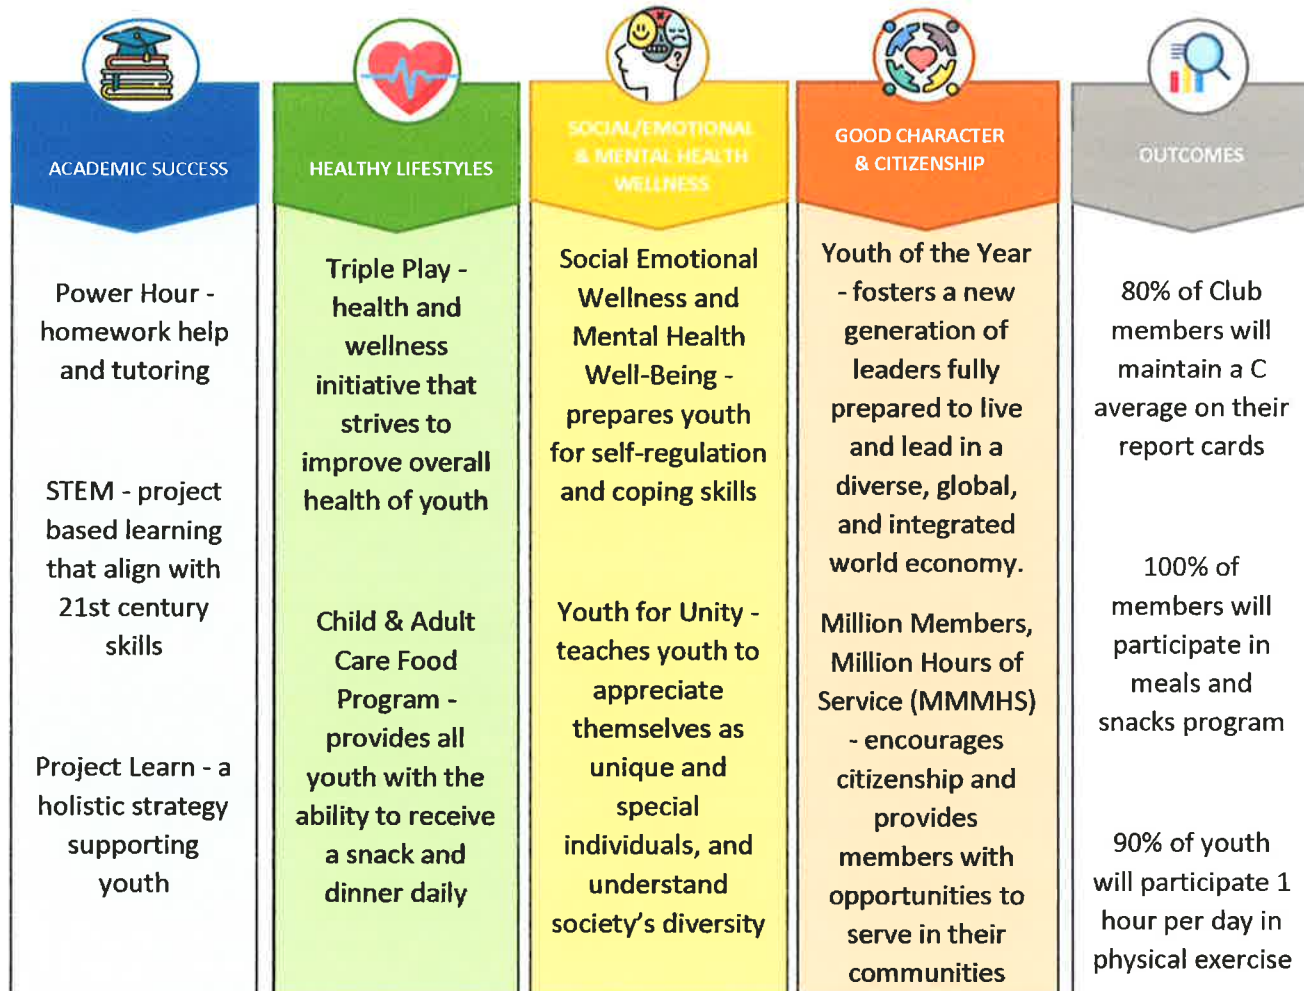 ACADEMIC SUCCESS
Power Hour -
homework help
and tutoring
STEM - project
based learning
that align with
21st century
skills
Project Learn - a
holistic strategy
supporting
youth
HEALTHY LIFESTYLES
Triple Play -
health and
wellness
initiative that
strives to
improve overall
health of youth
Child & Adult
Care Food
Program -
provides all
youth with the
ability to receive
a snack and
dinner daily
SOCIAL/EMOTIONAL
& MENTAL HEALTH
WELLNESS
Social Emotional
Wellness and
Mental Health
Well-Being -
prepares youth
for self-regulation
and coping skills
Youth for Unity -
teaches youth to
appreciate
themselves as
unique and
special
individuals, and
understand
society's diversity
GOOD CHARACTER
& CITIZENSHIP
Youth of the Year
- fosters a new
generation of
leaders fully
prepared to live
and lead in a
diverse, global,
and integrated
world economy.
Million Members,
Million Hours of
Service (MMMHS)
- encourages
citizenship and
provides
members with
opportunities to
serve in their
communities
OUTCOMES
80% of Club
members will
maintain a C
average on their
report cards
100% of
members will
participate in
meals and
snacks program
90% of youth
will participate 1
hour per day in
physical exercise